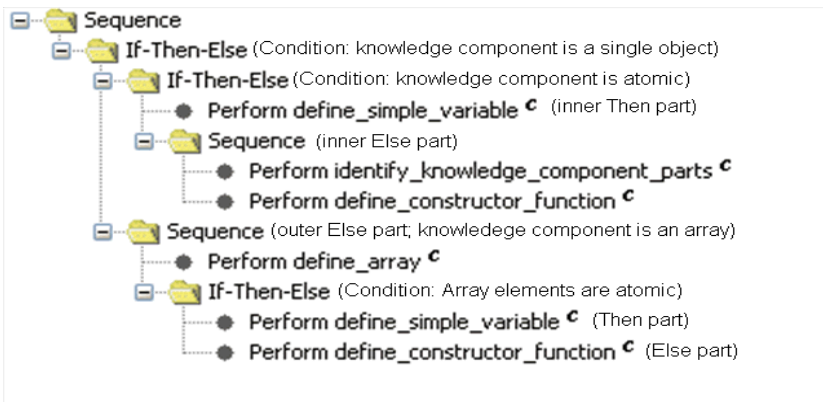 Sequence
If-Then-Else (Condition: knowledge component is a single object)
If-Then-Else (Condition: knowledge component is atomic)
Perform define_simple_variable c (inner Then part)
Sequence (inner Else part)
Perform identify_knowledge_component_parts c
Perform define_constructor_function c
Sequence (outer Else part; knowledege component is an array)
Perform define_array c
If-Then-Else (Condition: Array elements are atomic)
Perform define_simple_variable c (Then part)
Perform define_constructor_function c (Else part)